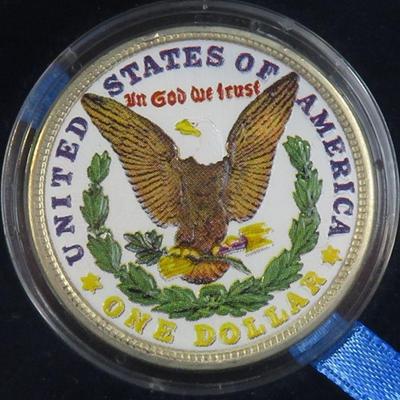 UNITED STATES OF AMERICA
In God we trust
ONE DOLLAR